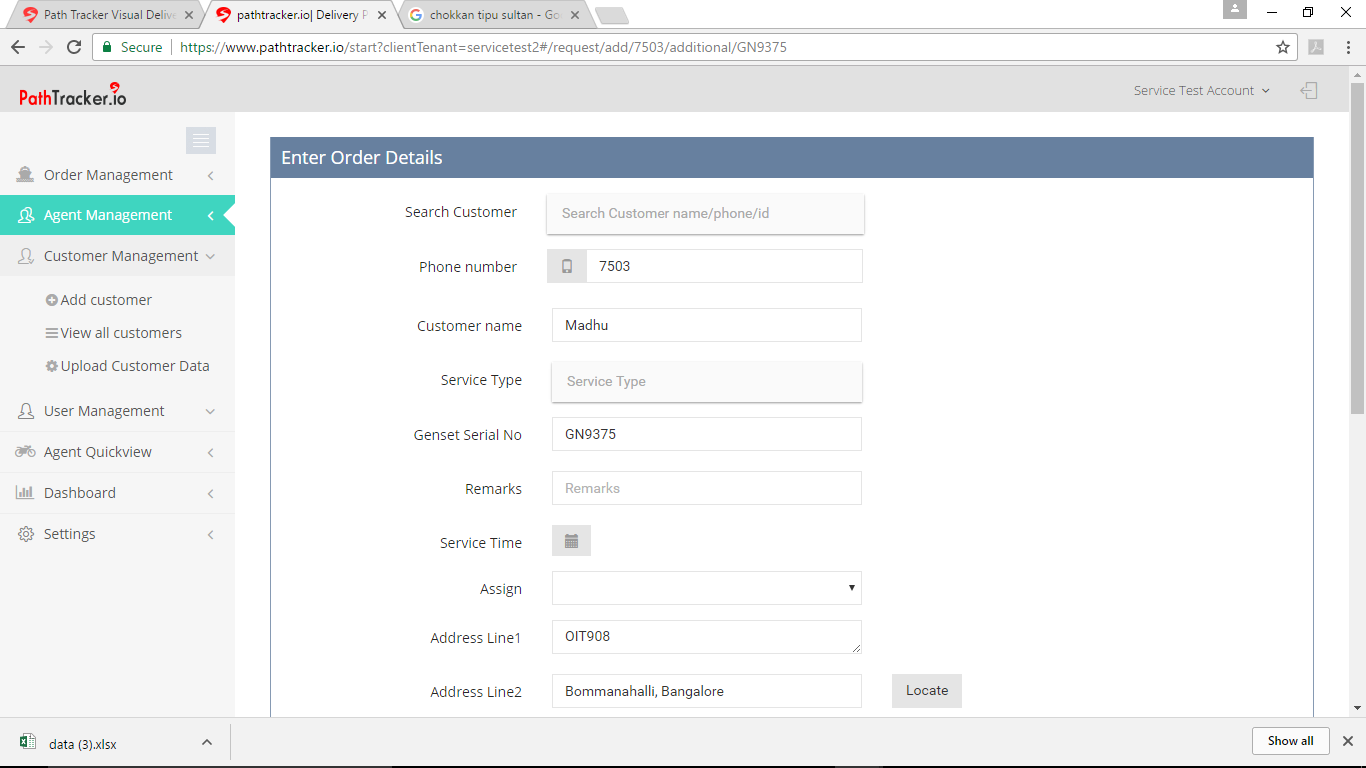 Path Tracker Visual Delive
pathtracker.io| Delivery P
chokkan tipu sultan - Go
Secure
https://www.pathtracker.io/start?clientTenant=servicetest2#/request/add/7503/additional/GN9375
PathTracker.io
Service Test Account
Order Management
Agent Management
Customer Management
Add customer
View all customers
Upload Customer Data
User Management
Agent Quickview
Dashboard
Settings
Enter Order Details
Search Customer Search Customer name/phone/id
Phone number 7503
Customer name Madhu
Service Type Service Type
Genset Serial No GN9375
Remarks Remarks
Service Time
Assign
Address Line1 OIT908
Address Line2 Bommanahalli, Bangalore Locate
data (3).xlsx
Show all